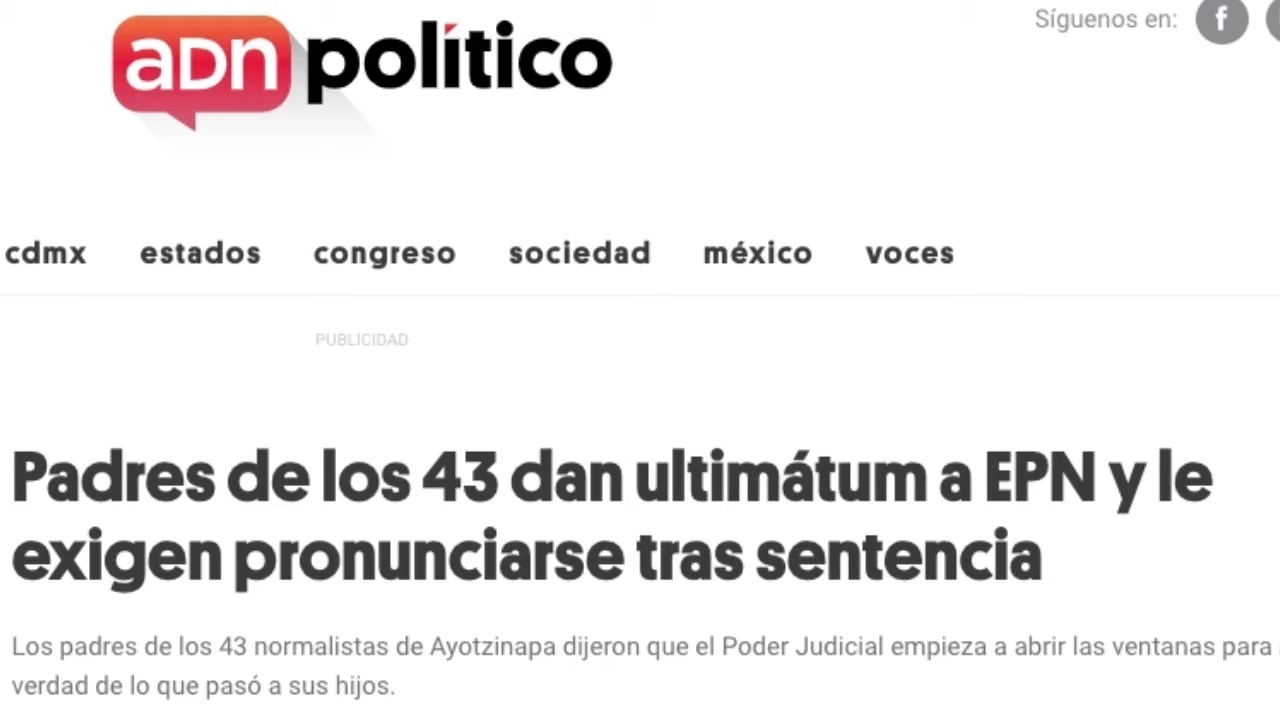 Síguenos en: f
aDn político
cdmx estados congreso sociedad méxico voces
PUBLICIDAD
Padres de los 43 dan ultimátum a EPN y le
exigen pronunciarse tras sentencia
Los padres de los 43 normalistas de Ayotzinapa dijeron que el Poder Judicial empieza a abrir las ventanas para
verdad de lo que pasó a sus hijos.